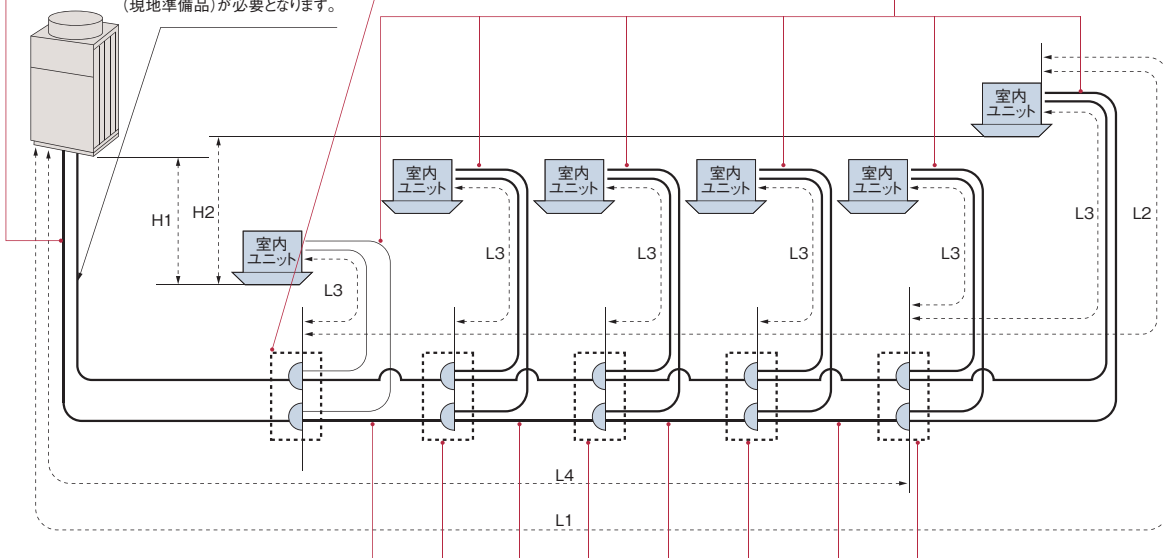 (現地準備品)が必要となります。
室内
ユニット
室内
ユニット
室内
ユニット
室内
ユニット
室内
ユニット
H1
H2
室内
ユニット
L3
L3
L3
L3
L3
L3
L2
L4
L1